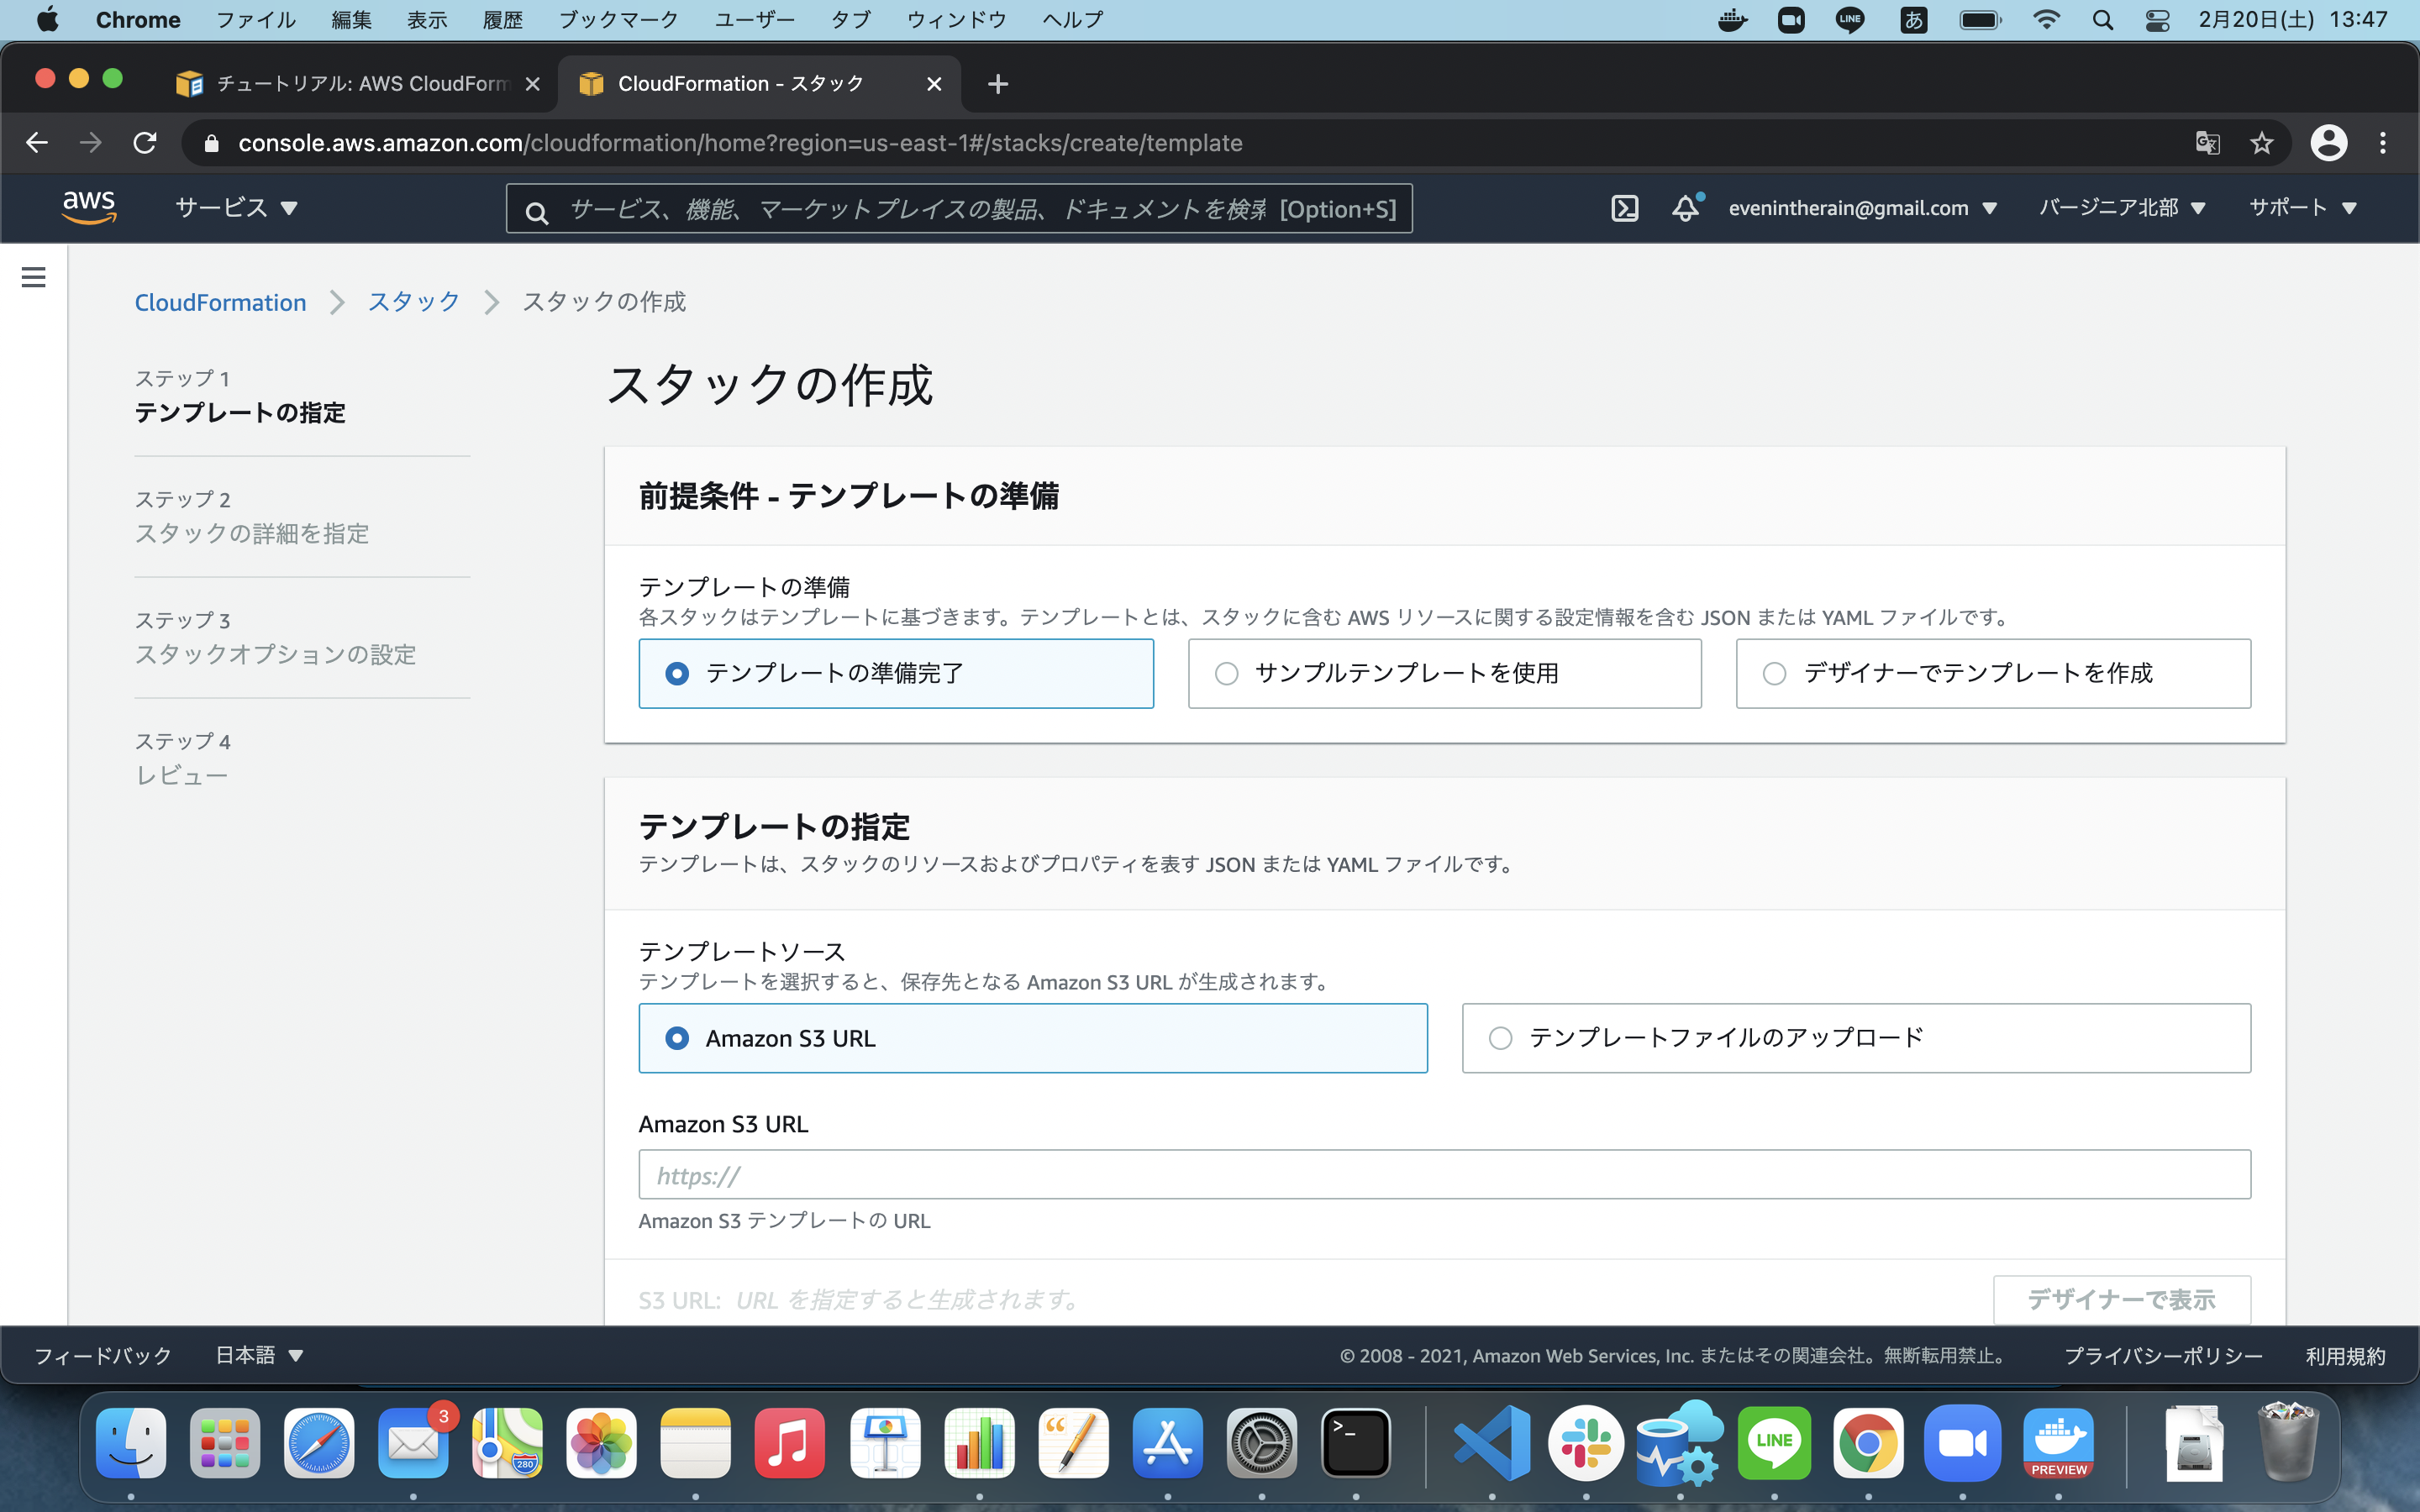 Chrome ファイル 編集 表示 履歴 ブックマーク ユーザー タブ ウィンドウ ヘルプ LINE あ 2月20日(土) 13:47
チュートリアル: AWS CloudForm
CloudFormation - スタック
console.aws.amazon.com/cloudformation/home?region=us-east-1#/stacks/create/template
aws サービス サービス、機能、マーケットプレイスの製品、ドキュメントを検索 [Option+S] evenintherain@gmail.com バージニア北部 サポート
CloudFormation スタック スタックの作成
ステップ 1
テンプレートの指定
ステップ 2
スタックの詳細を指定
ステップ 3
スタックオプションの設定
ステップ 4
レビュー
スタックの作成
前提条件 - テンプレートの準備
テンプレートの準備
各スタックはテンプレートに基づきます。テンプレートとは、スタックに含む AWS リソースに関する設定情報を含む JSON または YAML ファイルです。
テンプレートの準備完了 サンプルテンプレートを使用 デザイナーでテンプレートを作成
テンプレートの指定
テンプレートは、スタックのリソースおよびプロパティを表す JSON または YAML ファイルです。
テンプレートソース
テンプレートを選択すると、保存先となる Amazon S3 URL が生成されます。
Amazon S3 URL テンプレートファイルのアップロード
Amazon S3 URL
https://
Amazon S3 テンプレートの URL
S3 URL: URL を指定すると生成されます。 デザイナーで表示
フィードバック 日本語 © 2008 - 2021, Amazon Web Services, Inc. またはその関連会社。無断転用禁止。 プライバシーポリシー 利用規約
3
280
LINE
PREVIEW